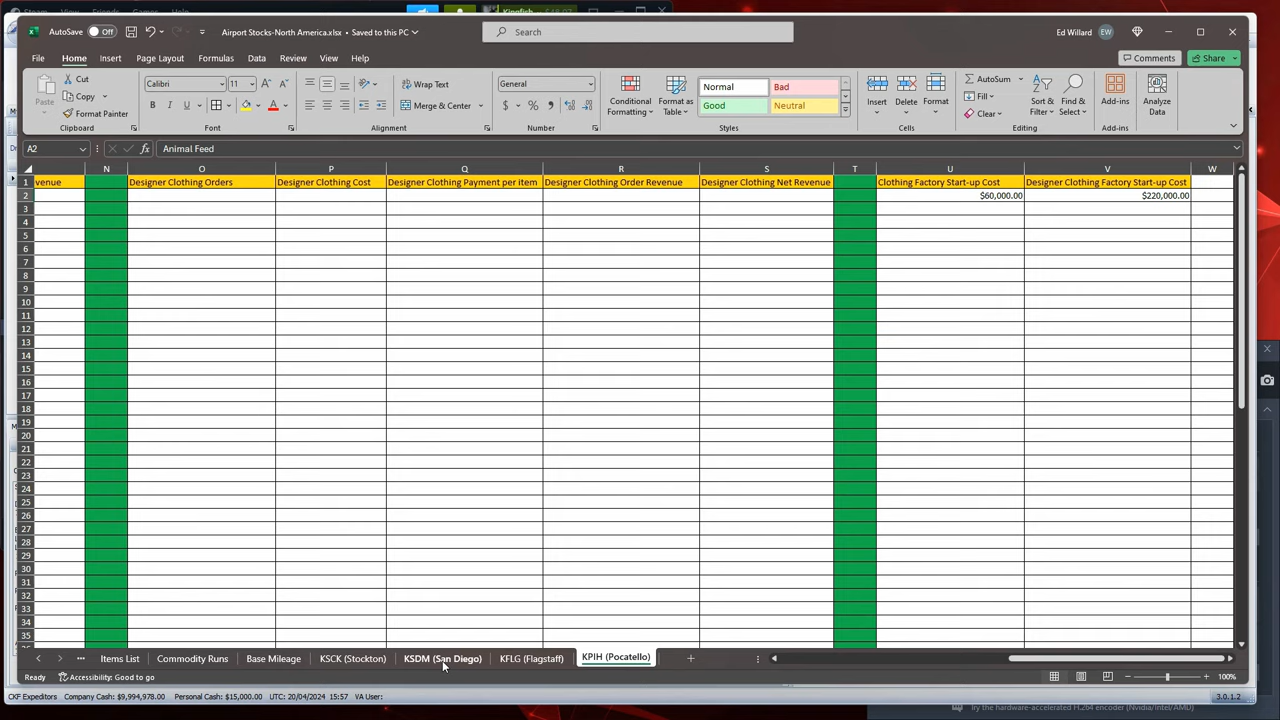 Steam Friends Games Help Kingfish $48.07
AutoSave Off Airport Stocks-North America.xlsx • Saved to this PC Search Ed Willard EW
File Home Insert Page Layout Formulas Data Review View Help Comments Share
Paste Cut Copy Format Painter Clipboard
Calibri 11 A A B I U A Font
Wrap Text Merge & Center Alignment
General $ % Number
Conditional Formatting Format as Table Normal Bad Good Neutral Styles
Insert Delete Format Cells
AutoSum Fill Clear Sort & Filter Find & Select Editing
Add-ins Add-ins
Analyze Data
A2 fx Animal Feed
N O P Q R S T U V W
1 venue Designer Clothing Orders Designer Clothing Cost Designer Clothing Payment per item Designer Clothing Order Revenue Designer Clothing Net Revenue Clothing Factory Start-up Cost Designer Clothing Factory Start-up Cost
2 $60,000.00 $220,000.00
3
4
5
6
7
8
9
10
11
12
13
14
15
16
17
18
19
20
21
22
23
24
25
26
27
28
29
30
31
32
33
34
35
... Items List Commodity Runs Base Mileage KSCK (Stockton) KSDM (San Diego) KFLG (Flagstaff) KPIH (Pocatello) +
Ready Accessibility: Good to go 100%
CKF Expeditors Company Cash: $9,994,978.00 Personal Cash: $15,000.00 UTC: 20/04/2024 15:57 VA User: 3.0.1.2
Try the hardware-accelerated H.264 encoder (Nvidia/Intel/AMD)